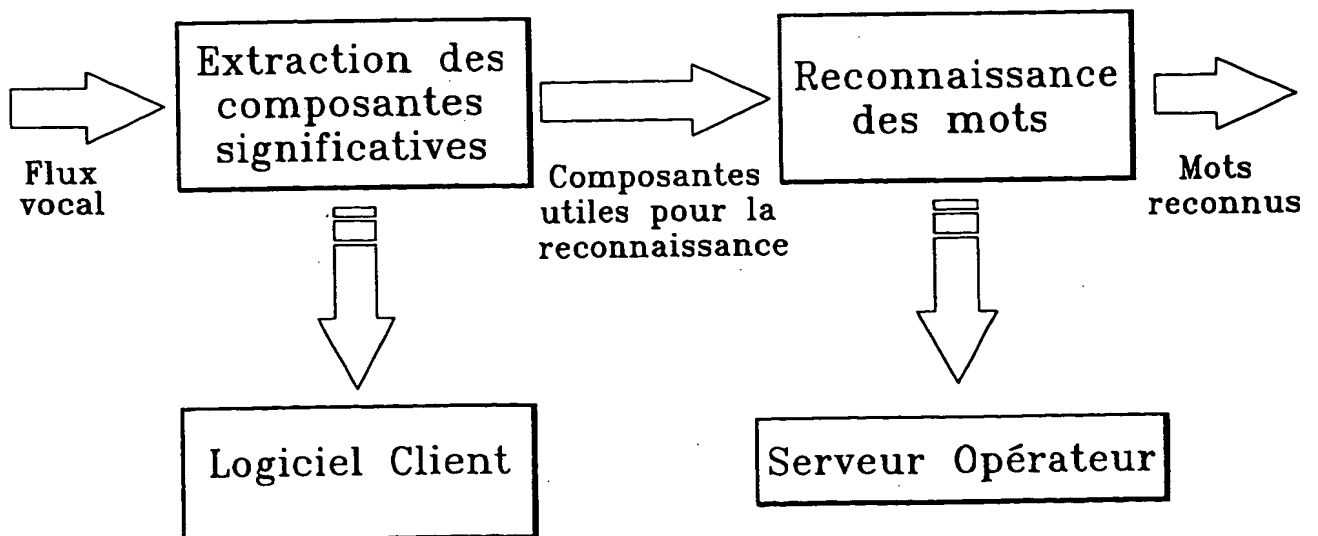 Extraction des
composantes
significatives
Reconnaissance
des mots
Flux
vocal
Composantes
utiles pour la
reconnaissance
Mots
reconnus
Logiciel Client
Serveur Opérateur